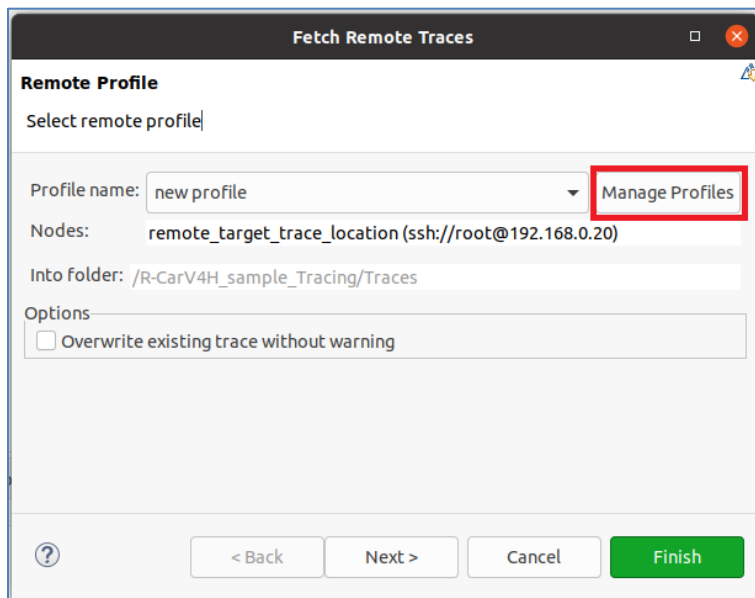 Fetch Remote Traces
Remote Profile
Select remote profile
Profile name: new profile Manage Profiles
Nodes: remote_target_trace_location (ssh://root@192.168.0.20)
Into folder: /R-CarV4H_sample_Tracing/Traces
Options
Overwrite existing trace without warning
? < Back Next > Cancel Finish